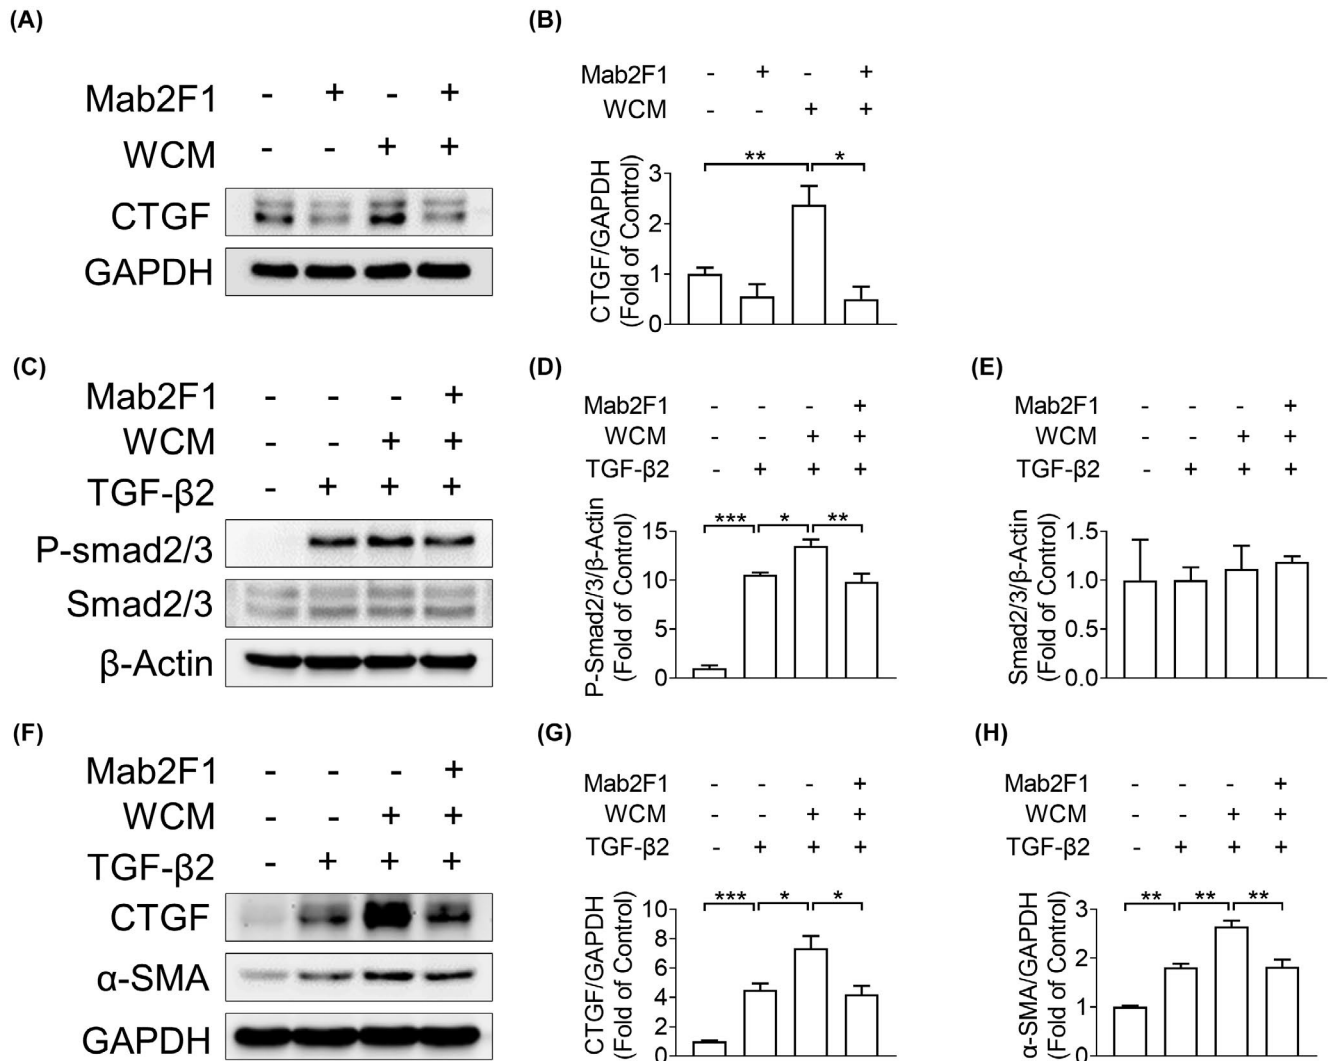 (A)
Mab2F1 - + - +
WCM - - + +
CTGF
GAPDH
(B)
Mab2F1 - + - +
WCM - - + +
** *
CTGF/GAPDH
(Fold of Control)
3
2
1
0
(C)
Mab2F1 - - - +
WCM - - + +
TGF-β2 - + + +
P-smad2/3
Smad2/3
β-Actin
(D)
Mab2F1 - - - +
WCM - - + +
TGF-β2 - + + +
*** * **
P-Smad2/3/β-Actin
(Fold of Control)
15
10
5
0
(E)
Mab2F1 - - - +
WCM - - + +
TGF-β2 - + + +
Smad2/3/β-Actin
(Fold of Control)
1.5
1.0
0.5
0.0
(F)
Mab2F1 - - - +
WCM - - + +
TGF-β2 - + + +
CTGF
α-SMA
GAPDH
(G)
Mab2F1 - - - +
WCM - - + +
TGF-β2 - + + +
*** * *
CTGF/GAPDH
(Fold of Control)
10
8
6
4
2
0
(H)
Mab2F1 - - - +
WCM - - + +
TGF-β2 - + + +
** ** **
α-SMA/GAPDH
(Fold of Control)
3
2
1
0